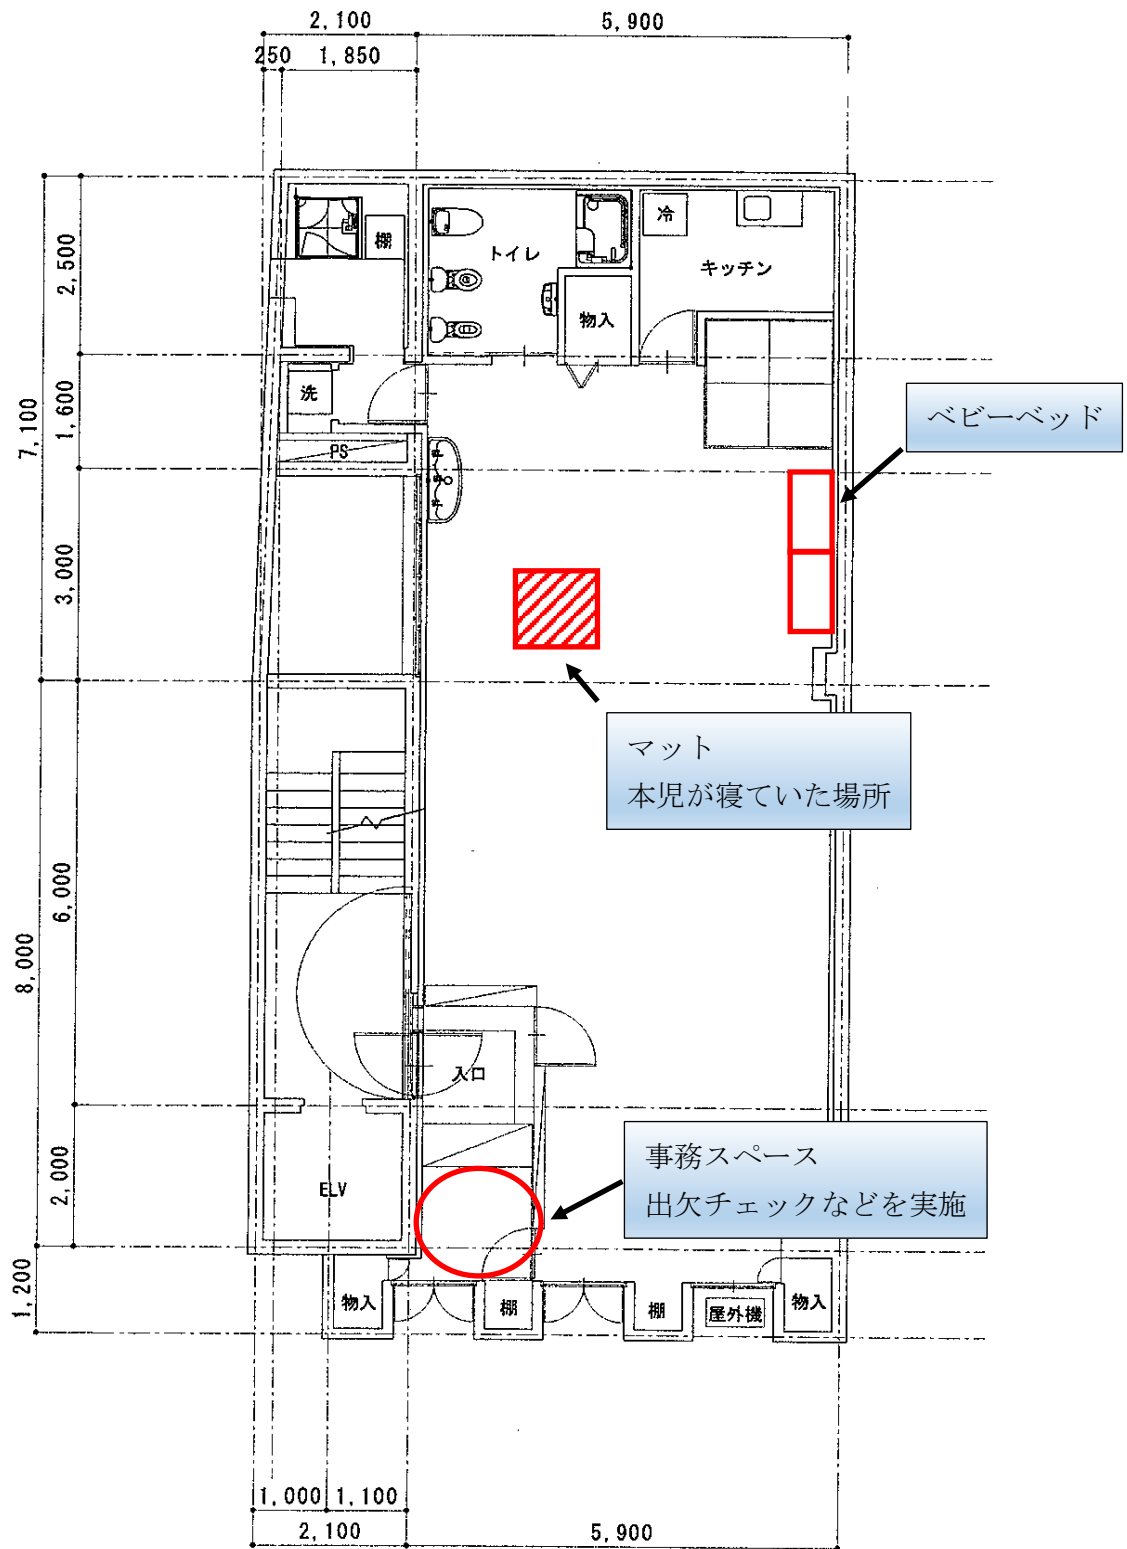 2,100
5,900
250
1,850
2,500
1,600
7,100
3,000
6,000
8,000
2,000
1,200
棚
トイレ
冷
キッチン
物入
洗
PS
ベビーベッド
マット
本児が寝ていた場所
入口
事務スペース
出欠チェックなどを実施
ELV
物入
棚
棚
屋外機
物入
1,000
1,100
2,100
5,900